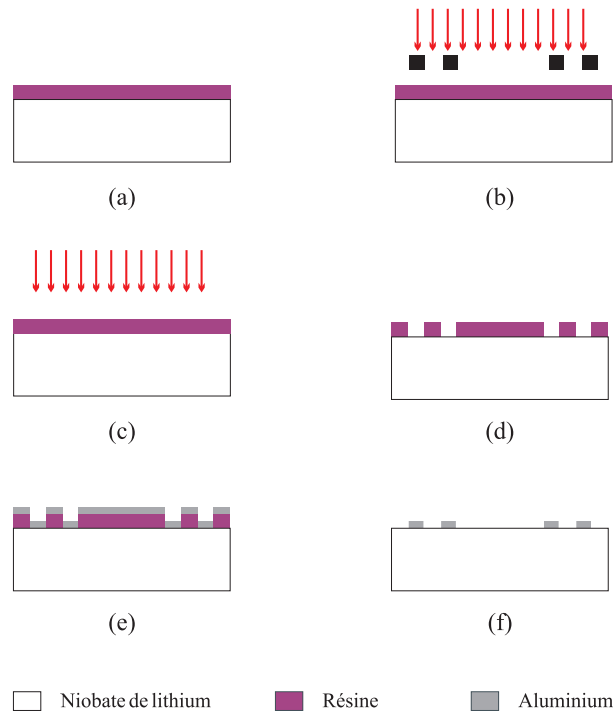 (a)
(b)
(c)
(d)
(e)
(f)
Niobate de lithium
Résine
Aluminium